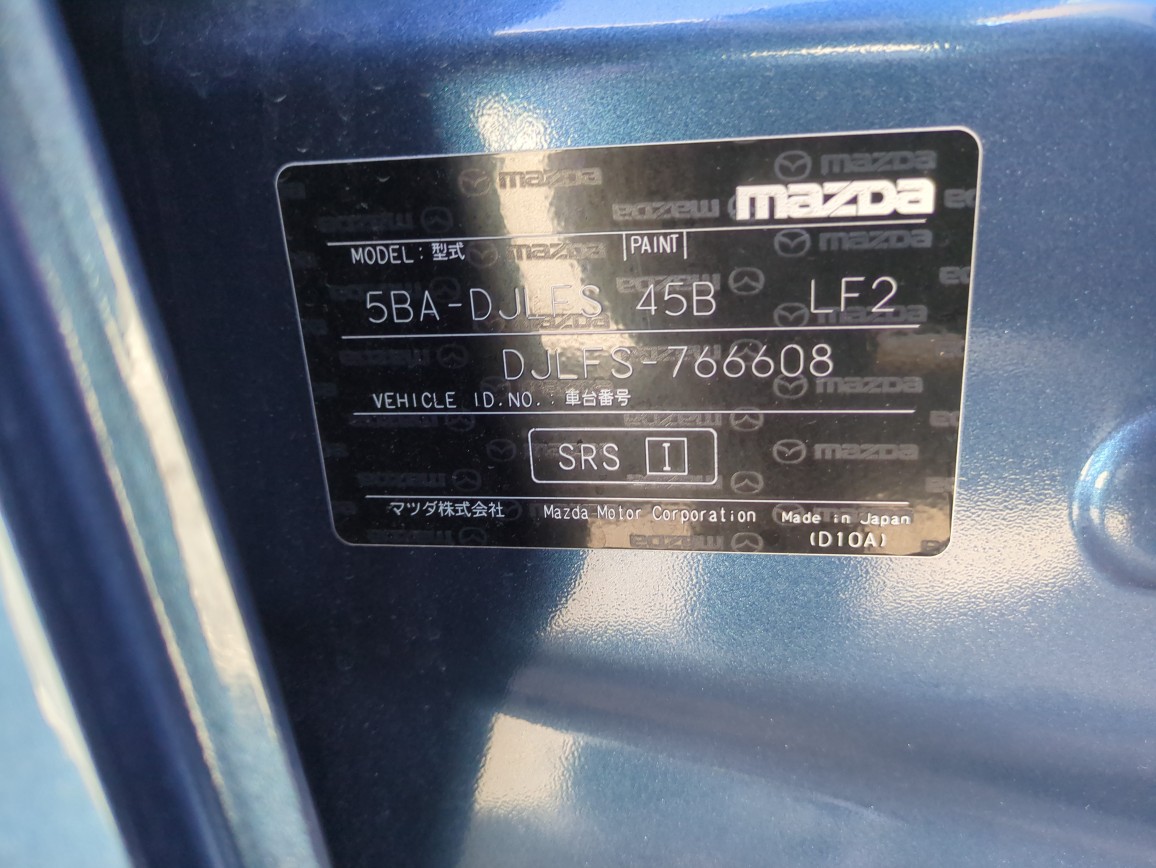 mazda
MODEL: 型式 PAINT
5BA-DJLFS 45B LF2
DJLFS-766608
VEHICLE ID.NO. 車台番号
SRS I
マツダ株式会社 Mazda Motor Corporation Made in Japan
(D10A)